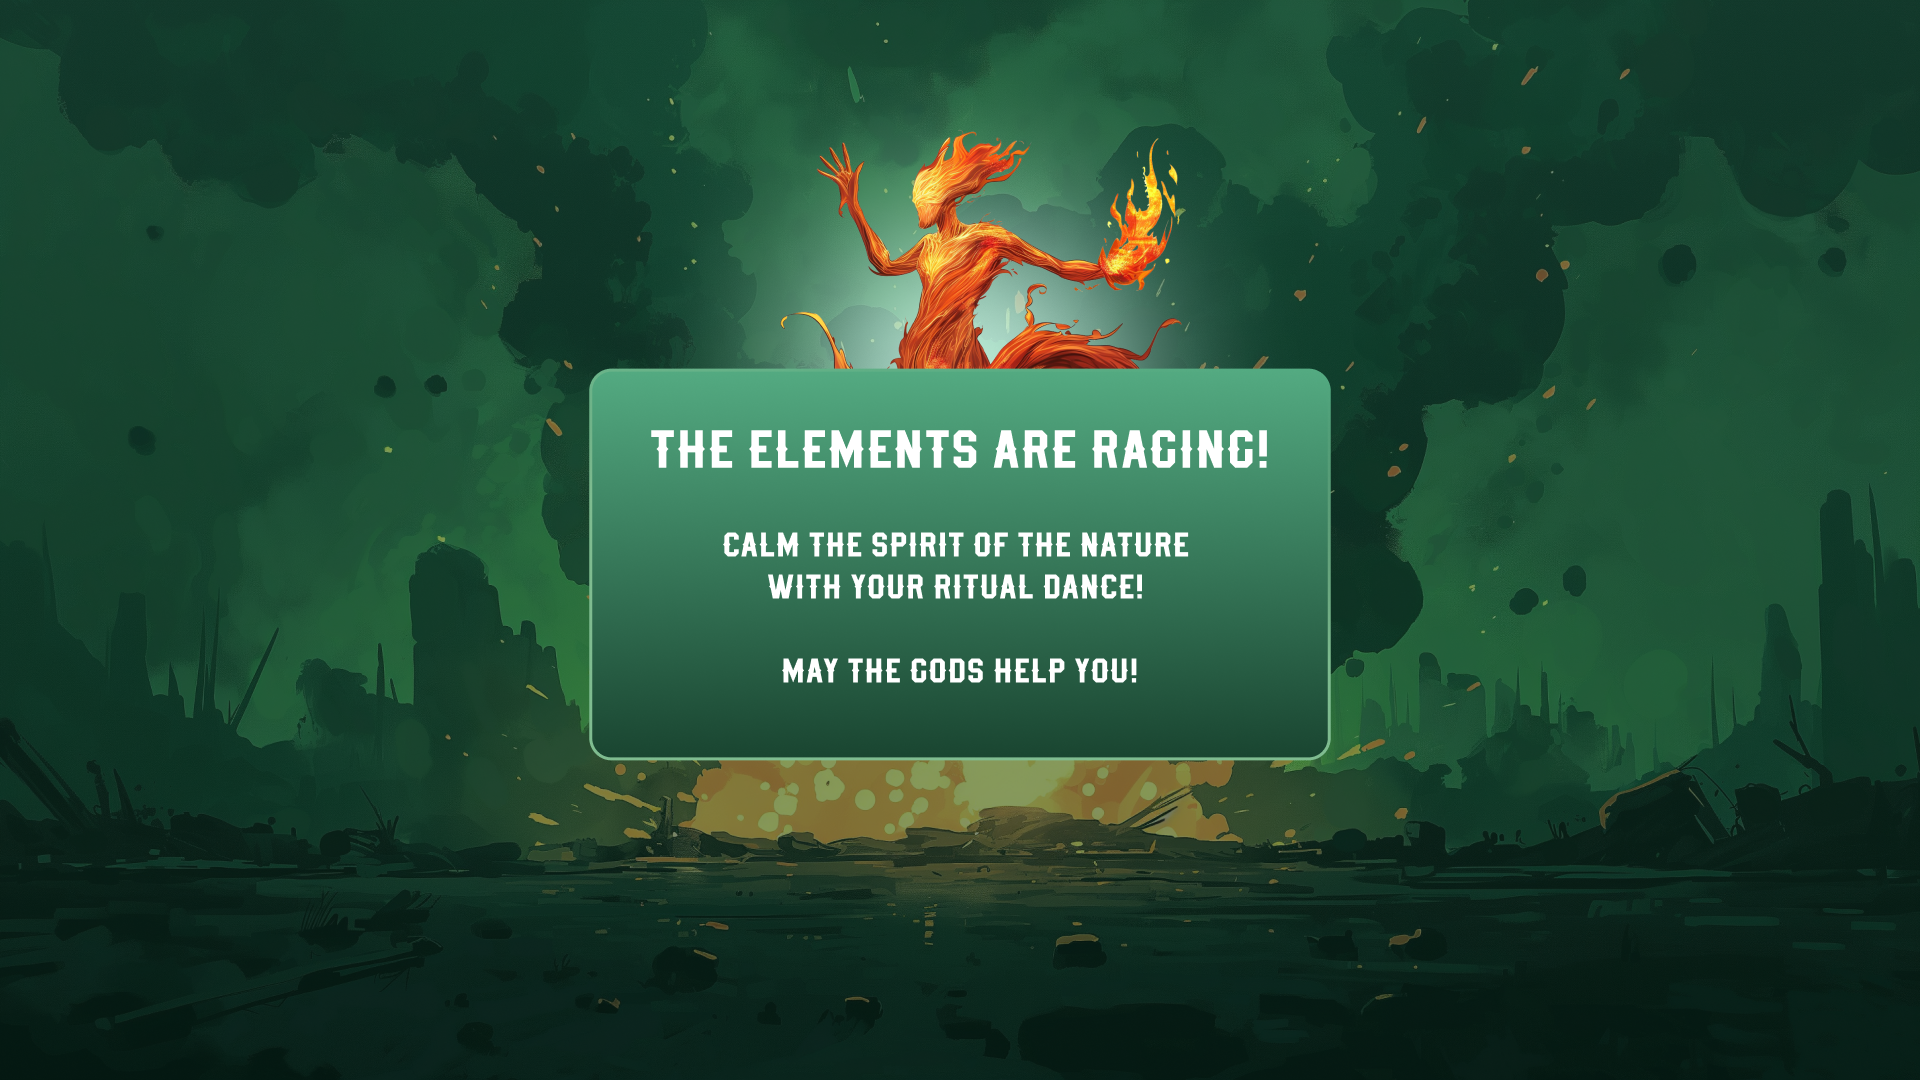 THE ELEMENTS ARE RAGING!
CALM THE SPIRIT OF THE NATURE
WITH YOUR RITUAL DANCE!
MAY THE GODS HELP YOU!